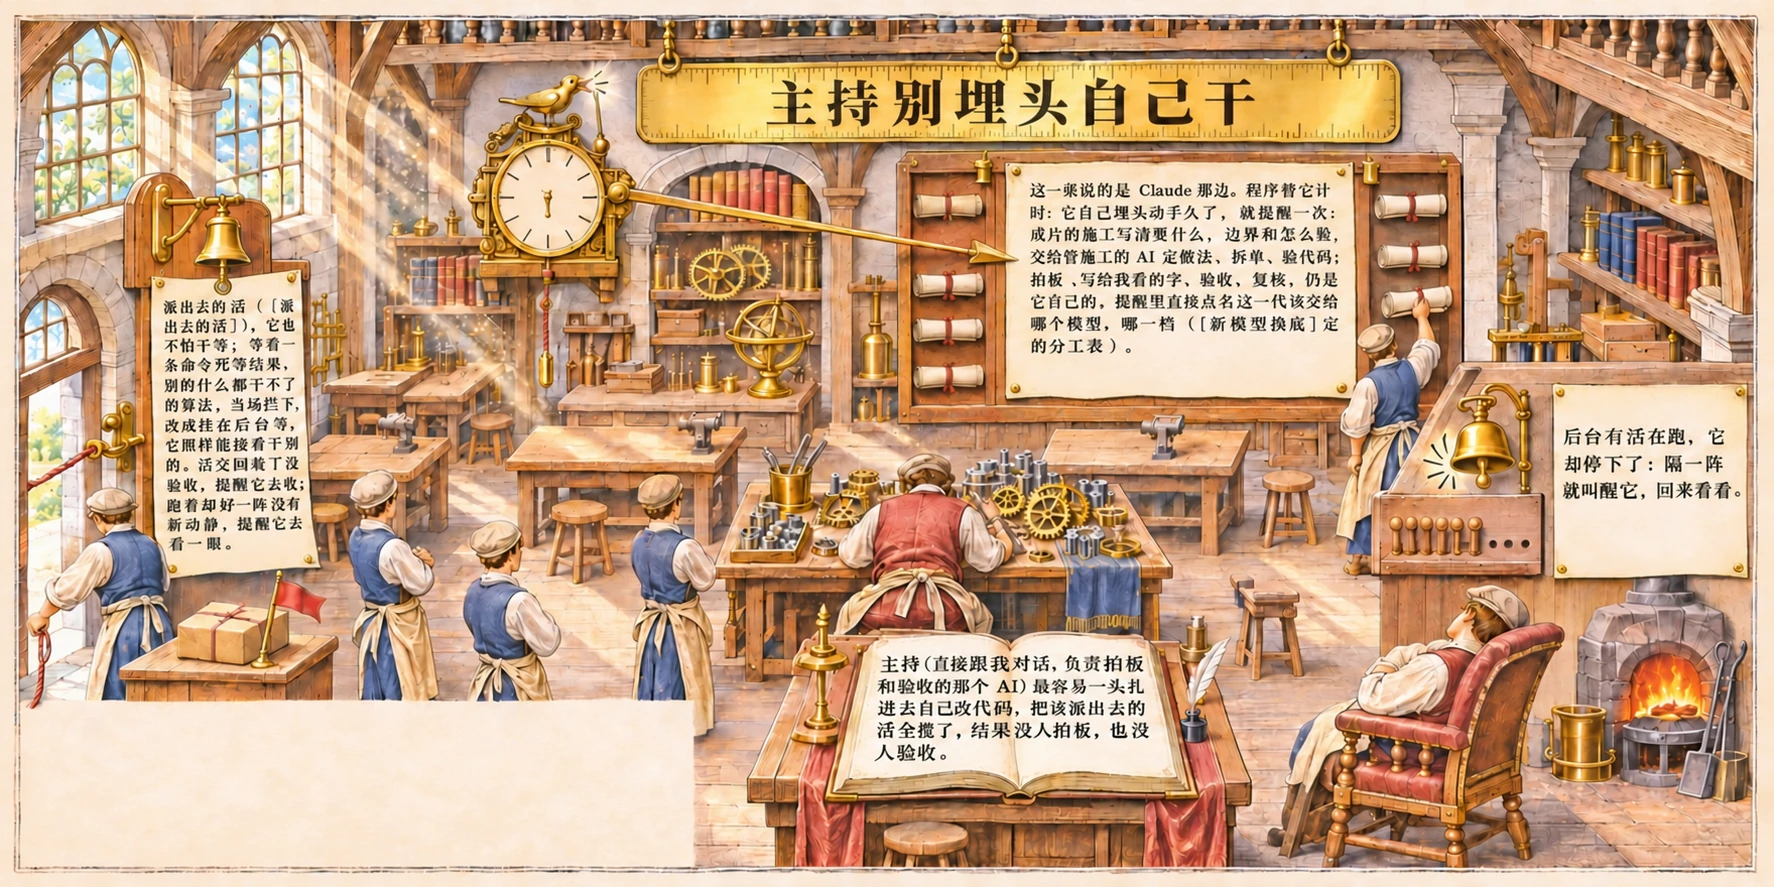 主持别埋头自己干
派出去的活（[派
出去的活]），它也
不怕干等；等看一
条命令死等结果，
别的什么都干不了
的算法，当场拦下，
改成挂在后台等，
它照样能接看干别
的。活交回来了没
验收，提醒它去收；
跑着却好一阵没有
新动静，提醒它去
看一眼。
这一乘说的是 Claude 那边。程序替它计
时：它自己埋头动手久了，就提醒一次：
成片的施工写清要什么，边界和怎么验，
交给管施工的 AI 定做法、拆单、验代码；
拍板、写给我看的字、验收，复核，仍是
它自己的，提醒里直接点名这一代该交给
哪个模型，哪一档（[新模型换底］定
的分工表）。
后台有活在跑，它
却停下了：隔一阵
就叫醒它，回来看看。
主持(直接跟我对话，负责拍板
和验收的那个 AI) 最容易一头扎
进去自己改代码，把该派出去的
活全揽了，结果没人拍板，也没
人验收。